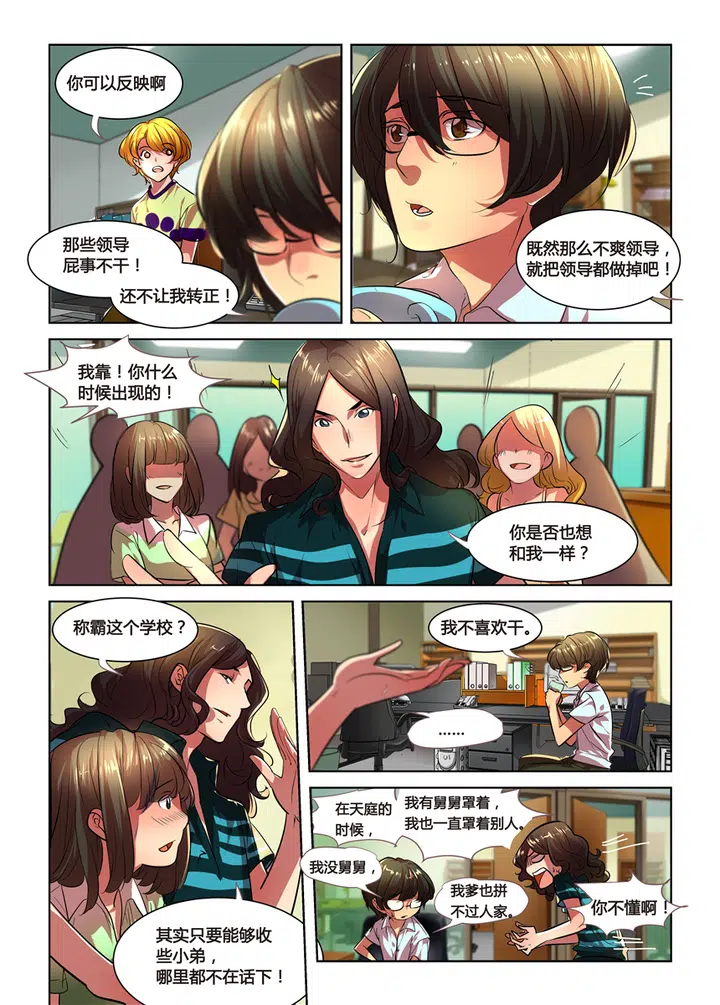 你可以反映啊
那些领导
屁事不干！
还不让我转正！
既然那么不爽领导，
就把领导都做掉吧！
我靠！你什么
时候出现的！
你是否也想
和我一样？
称霸这个学校？
其实只要能够收
些小弟，
哪里都不在话下！
我不喜欢干。
……
在天庭的
时候，
我有舅舅罩着，
我也一直罩着别人。
我没舅舅，
我爹也拼
不过人家。
你不懂啊！